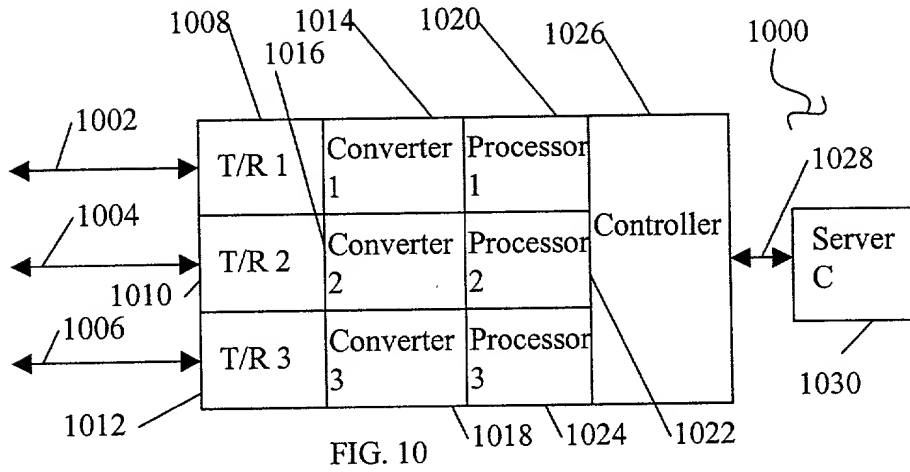 1008
1014
1020
1026
1000
1016
1002
T/R 1
Converter
1
Processor
1
1028
1004
T/R 2
Converter
2
Processor
2
Controller
Server
C
1010
1006
T/R 3
Converter
3
Processor
3
1030
1012
1018
1024
1022
FIG. 10